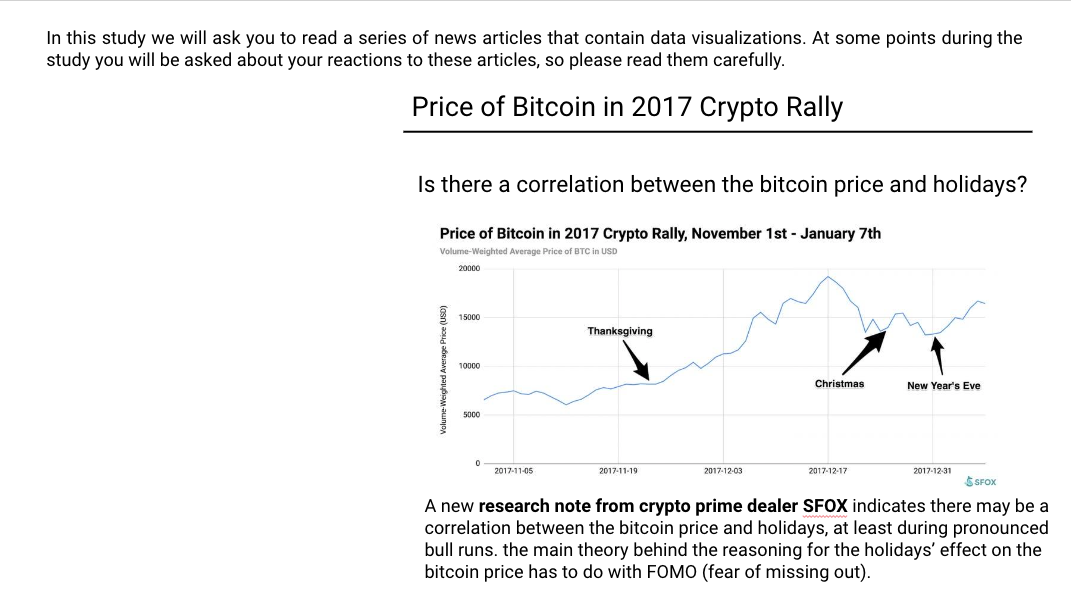 In this study we will ask you to read a series of news articles that contain data visualizations. At some points during the
study you will be asked about your reactions to these articles, so please read them carefully.
Price of Bitcoin in 2017 Crypto Rally
Is there a correlation between the bitcoin price and holidays?
Price of Bitcoin in 2017 Crypto Rally, November 1st - January 7th
Volume-Weighted Average Price of BTC in USD
Volume-Weighted Average Price (USD)
20000
15000
10000
5000
0
Thanksgiving
Christmas
New Year's Eve
2017-11-05 2017-11-19 2017-12-03 2017-12-17 2017-12-31
SFOX
A new research note from crypto prime dealer SFOX indicates there may be a
correlation between the bitcoin price and holidays, at least during pronounced
bull runs. the main theory behind the reasoning for the holidays’ effect on the
bitcoin price has to do with FOMO (fear of missing out).